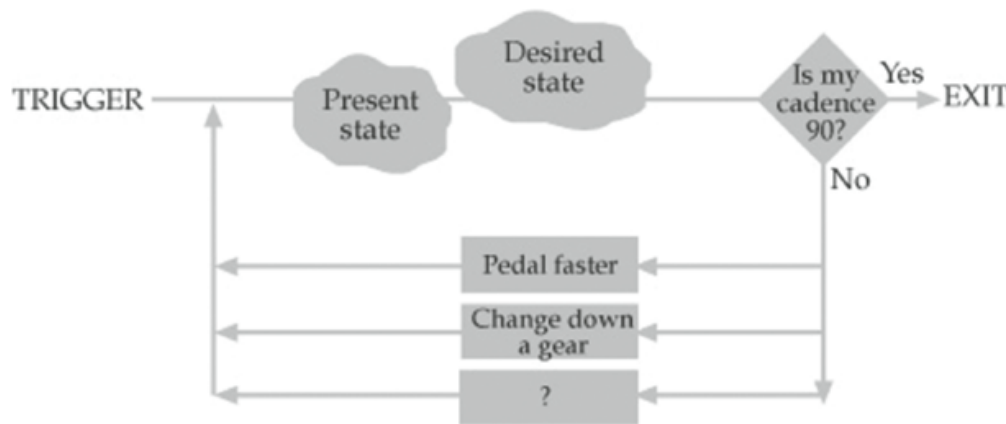 TRIGGER
Present
state
Desired
state
Is my
cadence
90?
Yes
EXIT
No
Pedal faster
Change down
a gear
?